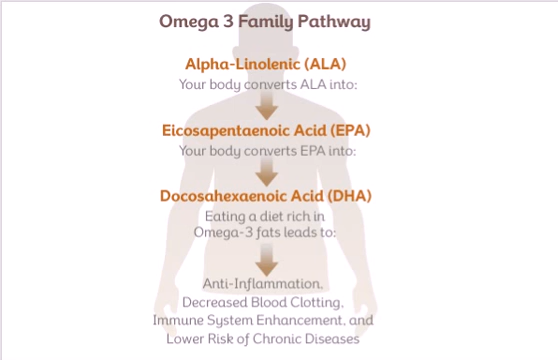 Omega 3 Family Pathway
Alpha-Linolenic (ALA)
Your body converts ALA into:
Eicosapentaenoic Acid (EPA)
Your body converts EPA into:
Docosahexaenoic Acid (DHA)
Eating a diet rich in
Omega-3 fats leads to:
Anti-Inflammation,
Decreased Blood Clotting,
Immune System Enhancement, and
Lower Risk of Chronic Diseases